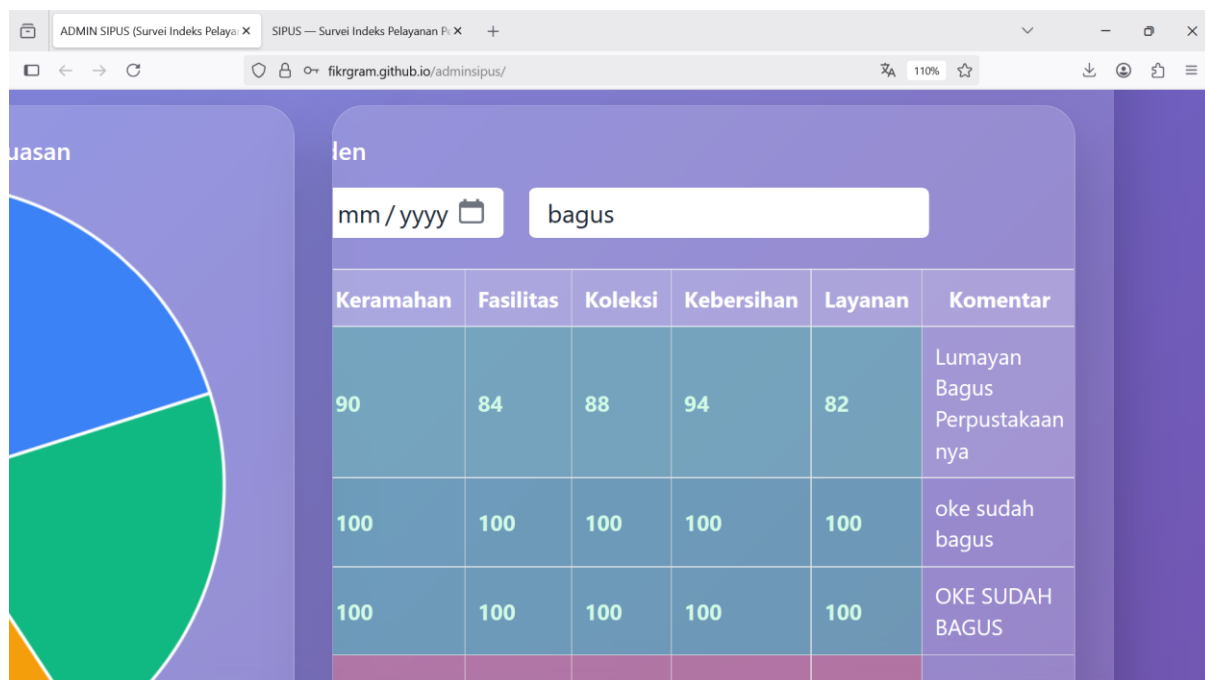 ADMIN SIPUS (Survei Indeks Pelaya
SIPUS — Survei Indeks Pelayanan Pe
fikrgram.github.io/adminsipus/
110%
uasan
den
mm / yyyy
bagus
Keramahan Fasilitas Koleksi Kebersihan Layanan Komentar
90 84 88 94 82
Lumayan
Bagus
Perpustakaan
nya
100 100 100 100 100
oke sudah
bagus
100 100 100 100 100
OKE SUDAH
BAGUS